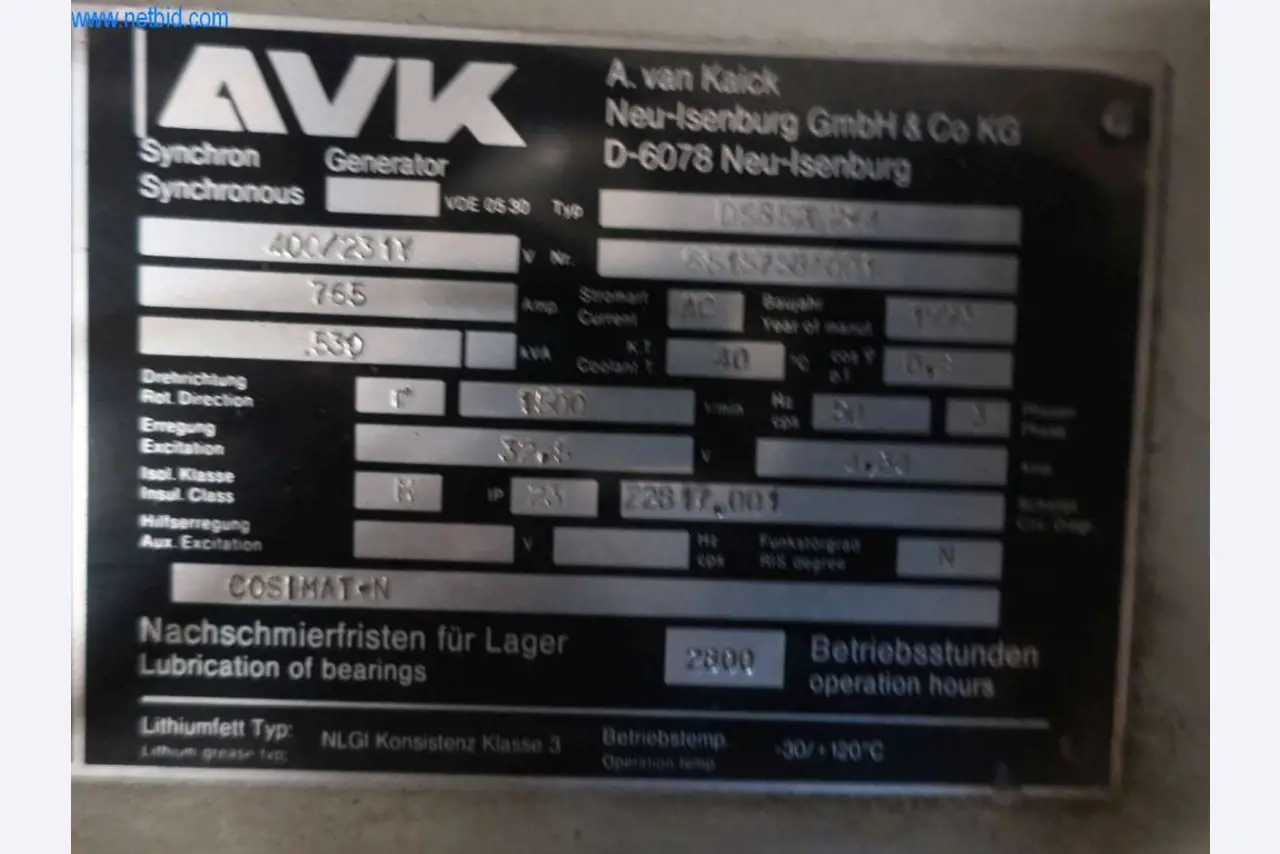 www.netbid.com
AVK
A. van Kaick
Neu-Isenburg GmbH & Co KG
D-6078 Neu-Isenburg
Synchron Generator
Synchronous VDE 0530 Typ
400/231Y V Nr.
765 Amp. Stromart AC Baujahr
Current Year of manuf.
530 kVA K.T. 40 °C cos φ
Coolant T. p.f.
Drehrichtung 1500 1/min Hz 50 3 Phasen
Rot. Direction cps Phase
Erregung V
Excitation
Isol. Klasse H IP 23 22817.001
Insul. Class
Hilfserregung V Hz Funkstörgrad N
Aux. Excitation cps RIS degree
COSIMAT-N
Nachschmierfristen für Lager 2800 Betriebsstunden
Lubrication of bearings operation hours
Lithiumfett Typ: NLGI Konsistenz Klasse 3 Betriebstemp. -30/+120°C
Lithium grease typ: Operation temp.